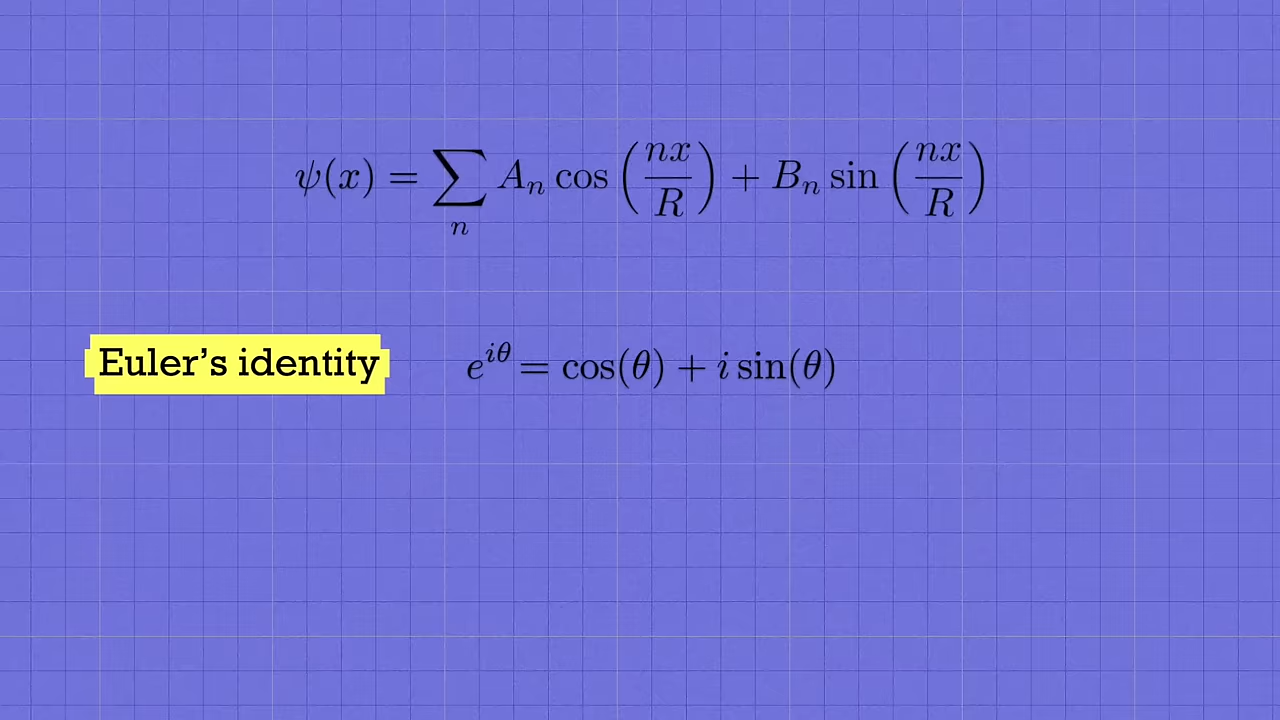 ψ(x) = ∑ₙ Aₙ cos(nx/R) + Bₙ sin(nx/R)
Euler’s identity e^{iθ} = cos(θ) + i sin(θ)